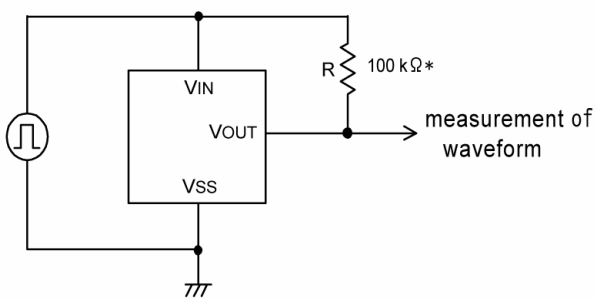 VIN
R
100 kΩ*
VOUT
measurement of
waveform
VSS